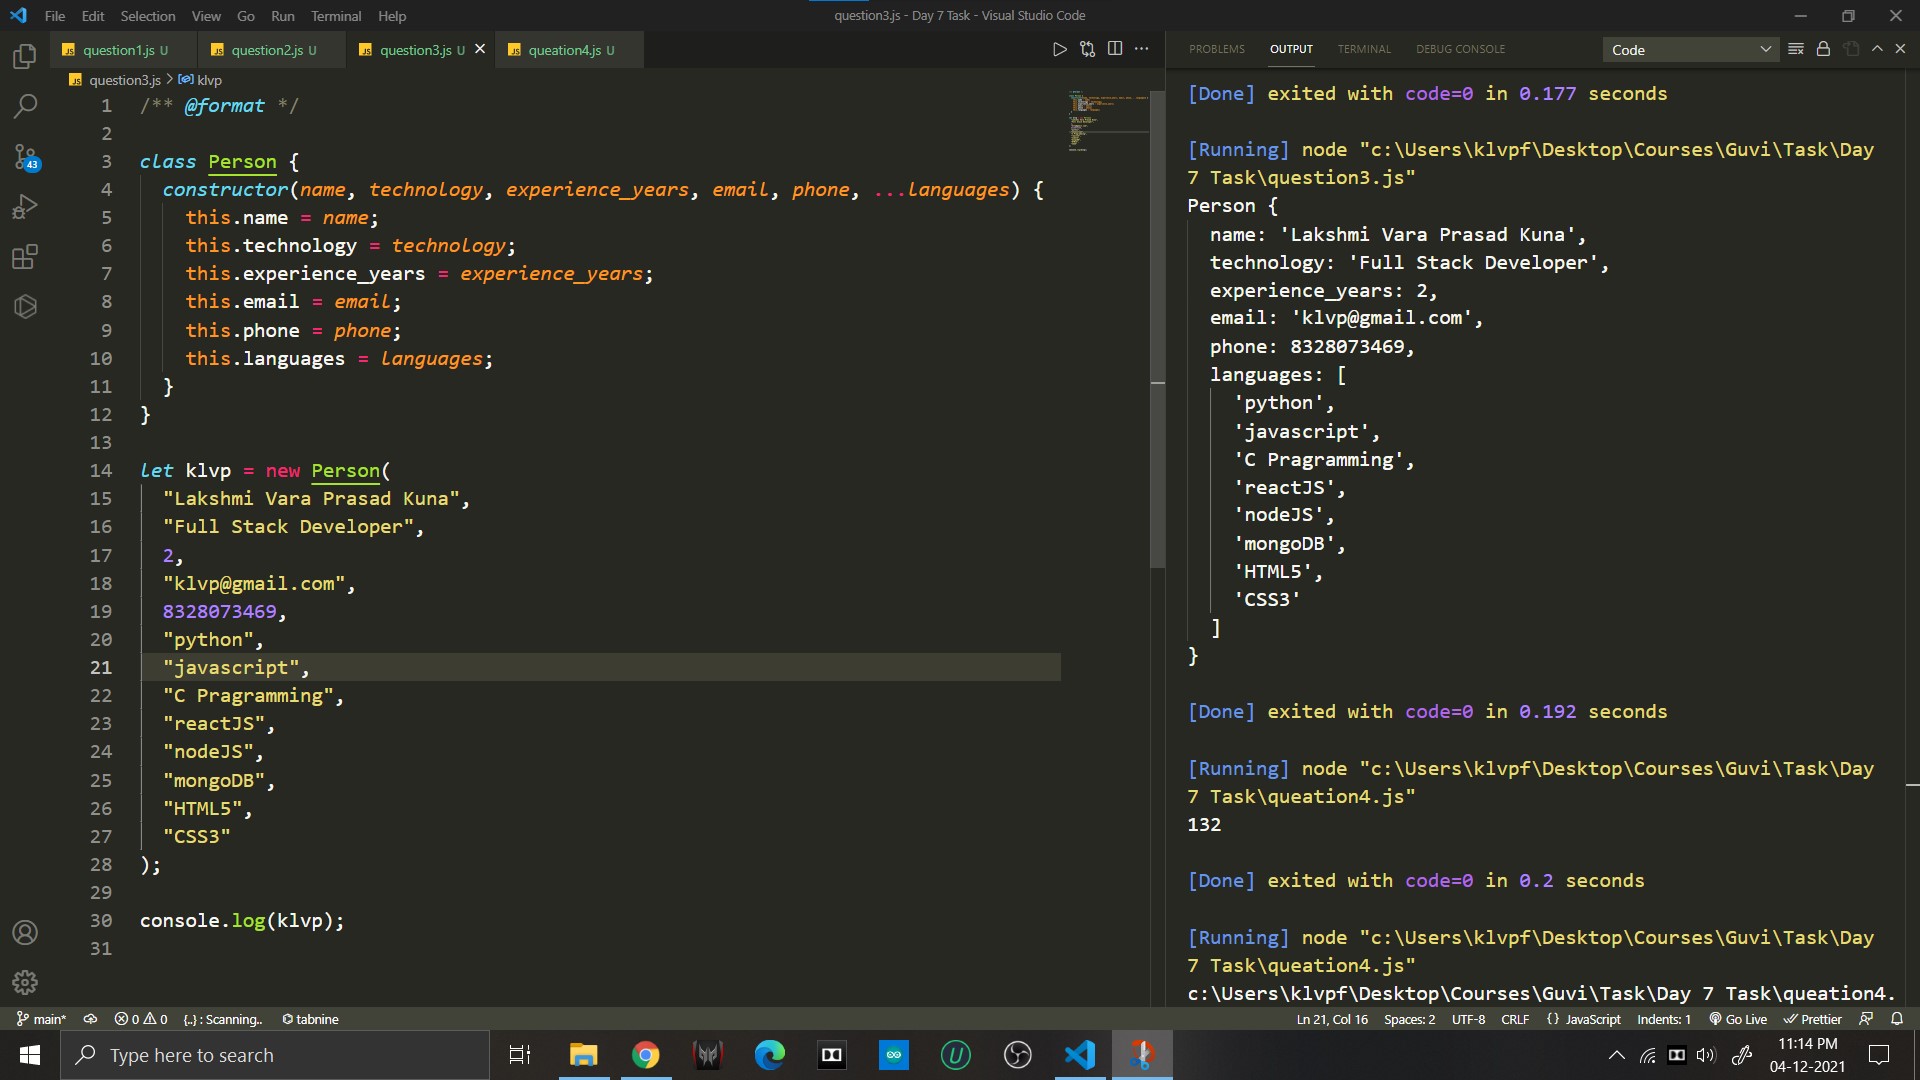 File Edit Selection View Go Run Terminal Help
question3.js - Day 7 Task - Visual Studio Code
JS question1.js U
JS question2.js U
JS question3.js U
JS queation4.js U
JS question3.js > klvp
1 /** @format */
2
3 class Person {
4 constructor(name, technology, experience_years, email, phone, ...languages) {
5 this.name = name;
6 this.technology = technology;
7 this.experience_years = experience_years;
8 this.email = email;
9 this.phone = phone;
10 this.languages = languages;
11 }
12 }
13
14 let klvp = new Person(
15 "Lakshmi Vara Prasad Kuna",
16 "Full Stack Developer",
17 2,
18 "klvp@gmail.com",
19 8328073469,
20 "python",
21 "javascript",
22 "C Pragramming",
23 "reactJS",
24 "nodeJS",
25 "mongoDB",
26 "HTML5",
27 "CSS3"
28 );
29
30 console.log(klvp);
31
43
PROBLEMS OUTPUT TERMINAL DEBUG CONSOLE
Code
[Done] exited with code=0 in 0.177 seconds
[Running] node "c:\Users\klvpf\Desktop\Courses\Guvi\Task\Day
7 Task\question3.js"
Person {
name: 'Lakshmi Vara Prasad Kuna',
technology: 'Full Stack Developer',
experience_years: 2,
email: 'klvp@gmail.com',
phone: 8328073469,
languages: [
'python',
'javascript',
'C Pragramming',
'reactJS',
'nodeJS',
'mongoDB',
'HTML5',
'CSS3'
]
}
[Done] exited with code=0 in 0.192 seconds
[Running] node "c:\Users\klvpf\Desktop\Courses\Guvi\Task\Day
7 Task\queation4.js"
132
[Done] exited with code=0 in 0.2 seconds
[Running] node "c:\Users\klvpf\Desktop\Courses\Guvi\Task\Day
7 Task\queation4.js"
c:\Users\klvpf\Desktop\Courses\Guvi\Task\Day 7 Task\queation4.
main* 0 0 {..} : Scanning.. tabnine
Ln 21, Col 16 Spaces: 2 UTF-8 CRLF {} JavaScript Indents: 1 Go Live Prettier
Type here to search
11:14 PM
04-12-2021